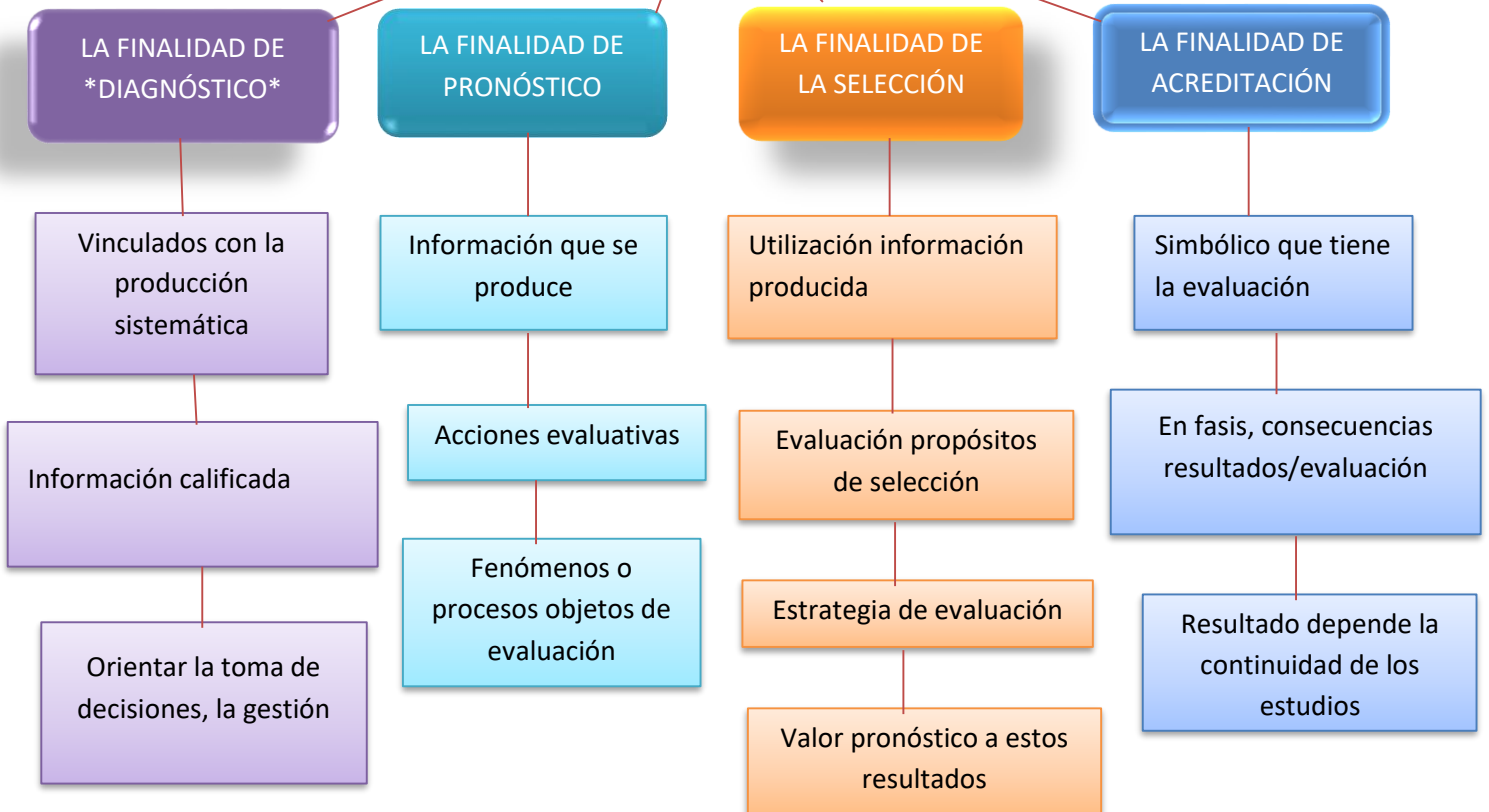 LA FINALIDAD DE
*DIAGNÓSTICO*
Vinculados con la
producción
sistemática
Información calificada
Orientar la toma de
decisiones, la gestión
LA FINALIDAD DE
PRONÓSTICO
Información que se
produce
Acciones evaluativas
Fenómenos o
procesos objetos de
evaluación
LA FINALIDAD DE
LA SELECCIÓN
Utilización información
producida
Evaluación propósitos
de selección
Estrategia de evaluación
Valor pronóstico a estos
resultados
LA FINALIDAD DE
ACREDITACIÓN
Simbólico que tiene
la evaluación
En fasis, consecuencias
resultados/evaluación
Resultado depende la
continuidad de los
estudios